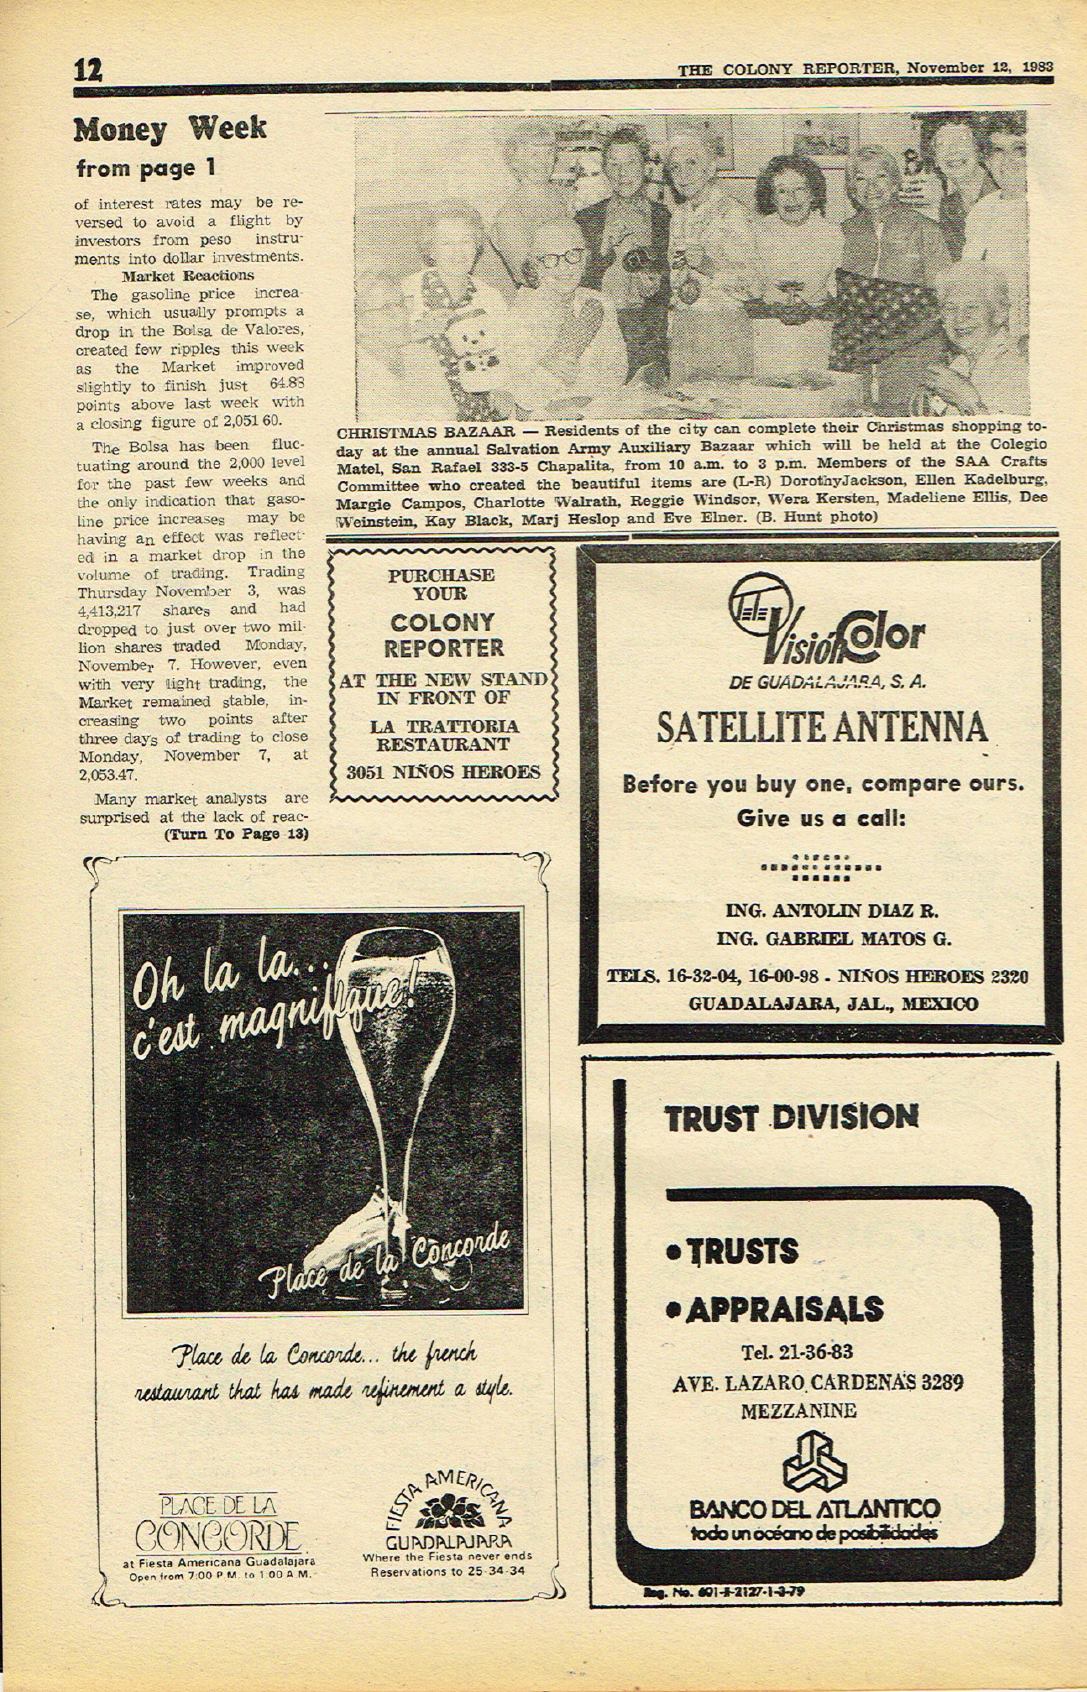 12
THE COLONY REPORTER, November 12, 1983
Money Week
from page 1
of interest rates may be re-
versed to avoid a flight by
investors from peso instru-
ments into dollar investments.
Market Reactions
The gasoline price increa-
se, which usually prompts a
drop in the Bolsa de Valores,
created few ripples this week
as the Market improved
slightly to finish just 64.83
points above last week with
a closing figure of 2,051 60.
The Bolsa has been fluc-
tuating around the 2,000 level
for the past few weeks and
the only indication that gaso-
line price increases may be
having an effect was reflect-
ed in a market drop in the
volume of trading. Trading
Thursday November 3, was
4,413,217 shares and had
dropped to just over two mil-
lion shares traded Monday,
November 7. However, even
with very light trading, the
Market remained stable, in-
creasing two points after
three days of trading to close
Monday, November 7, at
2,053.47.
Many market analysts are
surprised at the lack of reac-
(Turn To Page 13)
CHRISTMAS BAZAAR — Residents of the city can complete their Christmas shopping to-
day at the annual Salvation Army Auxiliary Bazaar which will be held at the Colegio
Matel, San Rafael 333-5 Chapalita, from 10 a.m. to 3 p.m. Members of the SAA Crafts
Committee who created the beautiful items are (L-R) DorothyJackson, Ellen Kadelburg,
Margie Campos, Charlotte Walrath, Reggie Windsor, Wera Kersten, Madeliene Ellis, Dee
Weinstein, Kay Black, Marj Heslop and Eve Elner. (B. Hunt photo)
PURCHASE
YOUR
COLONY
REPORTER
AT THE NEW STAND
IN FRONT OF
LA TRATTORIA
RESTAURANT
3051 NIÑOS HEROES
Tele
Visión Color
DE GUADALAJARA, S. A.
SATELLITE ANTENNA
Before you buy one, compare ours.
Give us a call:
ING. ANTOLIN DIAZ R.
ING. GABRIEL MATOS G.
TELS. 16-32-04, 16-00-98 - NIÑOS HEROES 2320
GUADALAJARA, JAL., MEXICO
Oh la la...
c'est magnifique!
Place de la Concorde
Place de la Concorde... the french
restaurant that has made refinement a style.
PLACE DE LA
CONCORDE
at Fiesta Americana Guadalajara
Open from 7:00 P.M. to 1:00 A.M.
FIESTA AMERICANA
GUADALAJARA
Where the Fiesta never ends
Reservations to 25-34-34
TRUST DIVISION
• TRUSTS
• APPRAISALS
Tel. 21-36-83
AVE. LAZARO CARDENAS 3289
MEZZANINE
BANCO DEL ATLANTICO
todo un océano de posibilidades
Reg. No. 601-II-2127-1-3-79